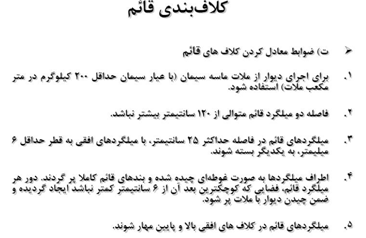 کلاف‌بندی قائم
ت) ضوابط معادل کردن کلاف های قائم
۱. برای اجرای دیوار از ملات ماسه سیمان (با عیار سیمان حداقل ۲۰۰ کیلوگرم در متر
مکعب ملات) استفاده شود.
۲. فاصله دو میلگرد قائم متوالی از ۱۲۰ سانتیمتر بیشتر نباشد.
۳. میلگردهای قائم در فاصله حداکثر ۲۵ سانتیمتر، با میلگردهای افقی به قطر حداقل ۶
میلیمتر، به یکدیگر بسته شوند.
۴. اطراف میلگردها به صورت غوطه‌ای چیده شده و بندهای قائم کاملا پر گردند. دور هر
میلگرد قائم، فضایی که کوچکترین بعد آن از ۶ سانتیمتر کمتر نباشد ایجاد گردیده و
ضمن چیدن دیوار با ملات پر شود.
۵. میلگردهای قائم در کلاف های افقی بالا و پایین مهار شوند.